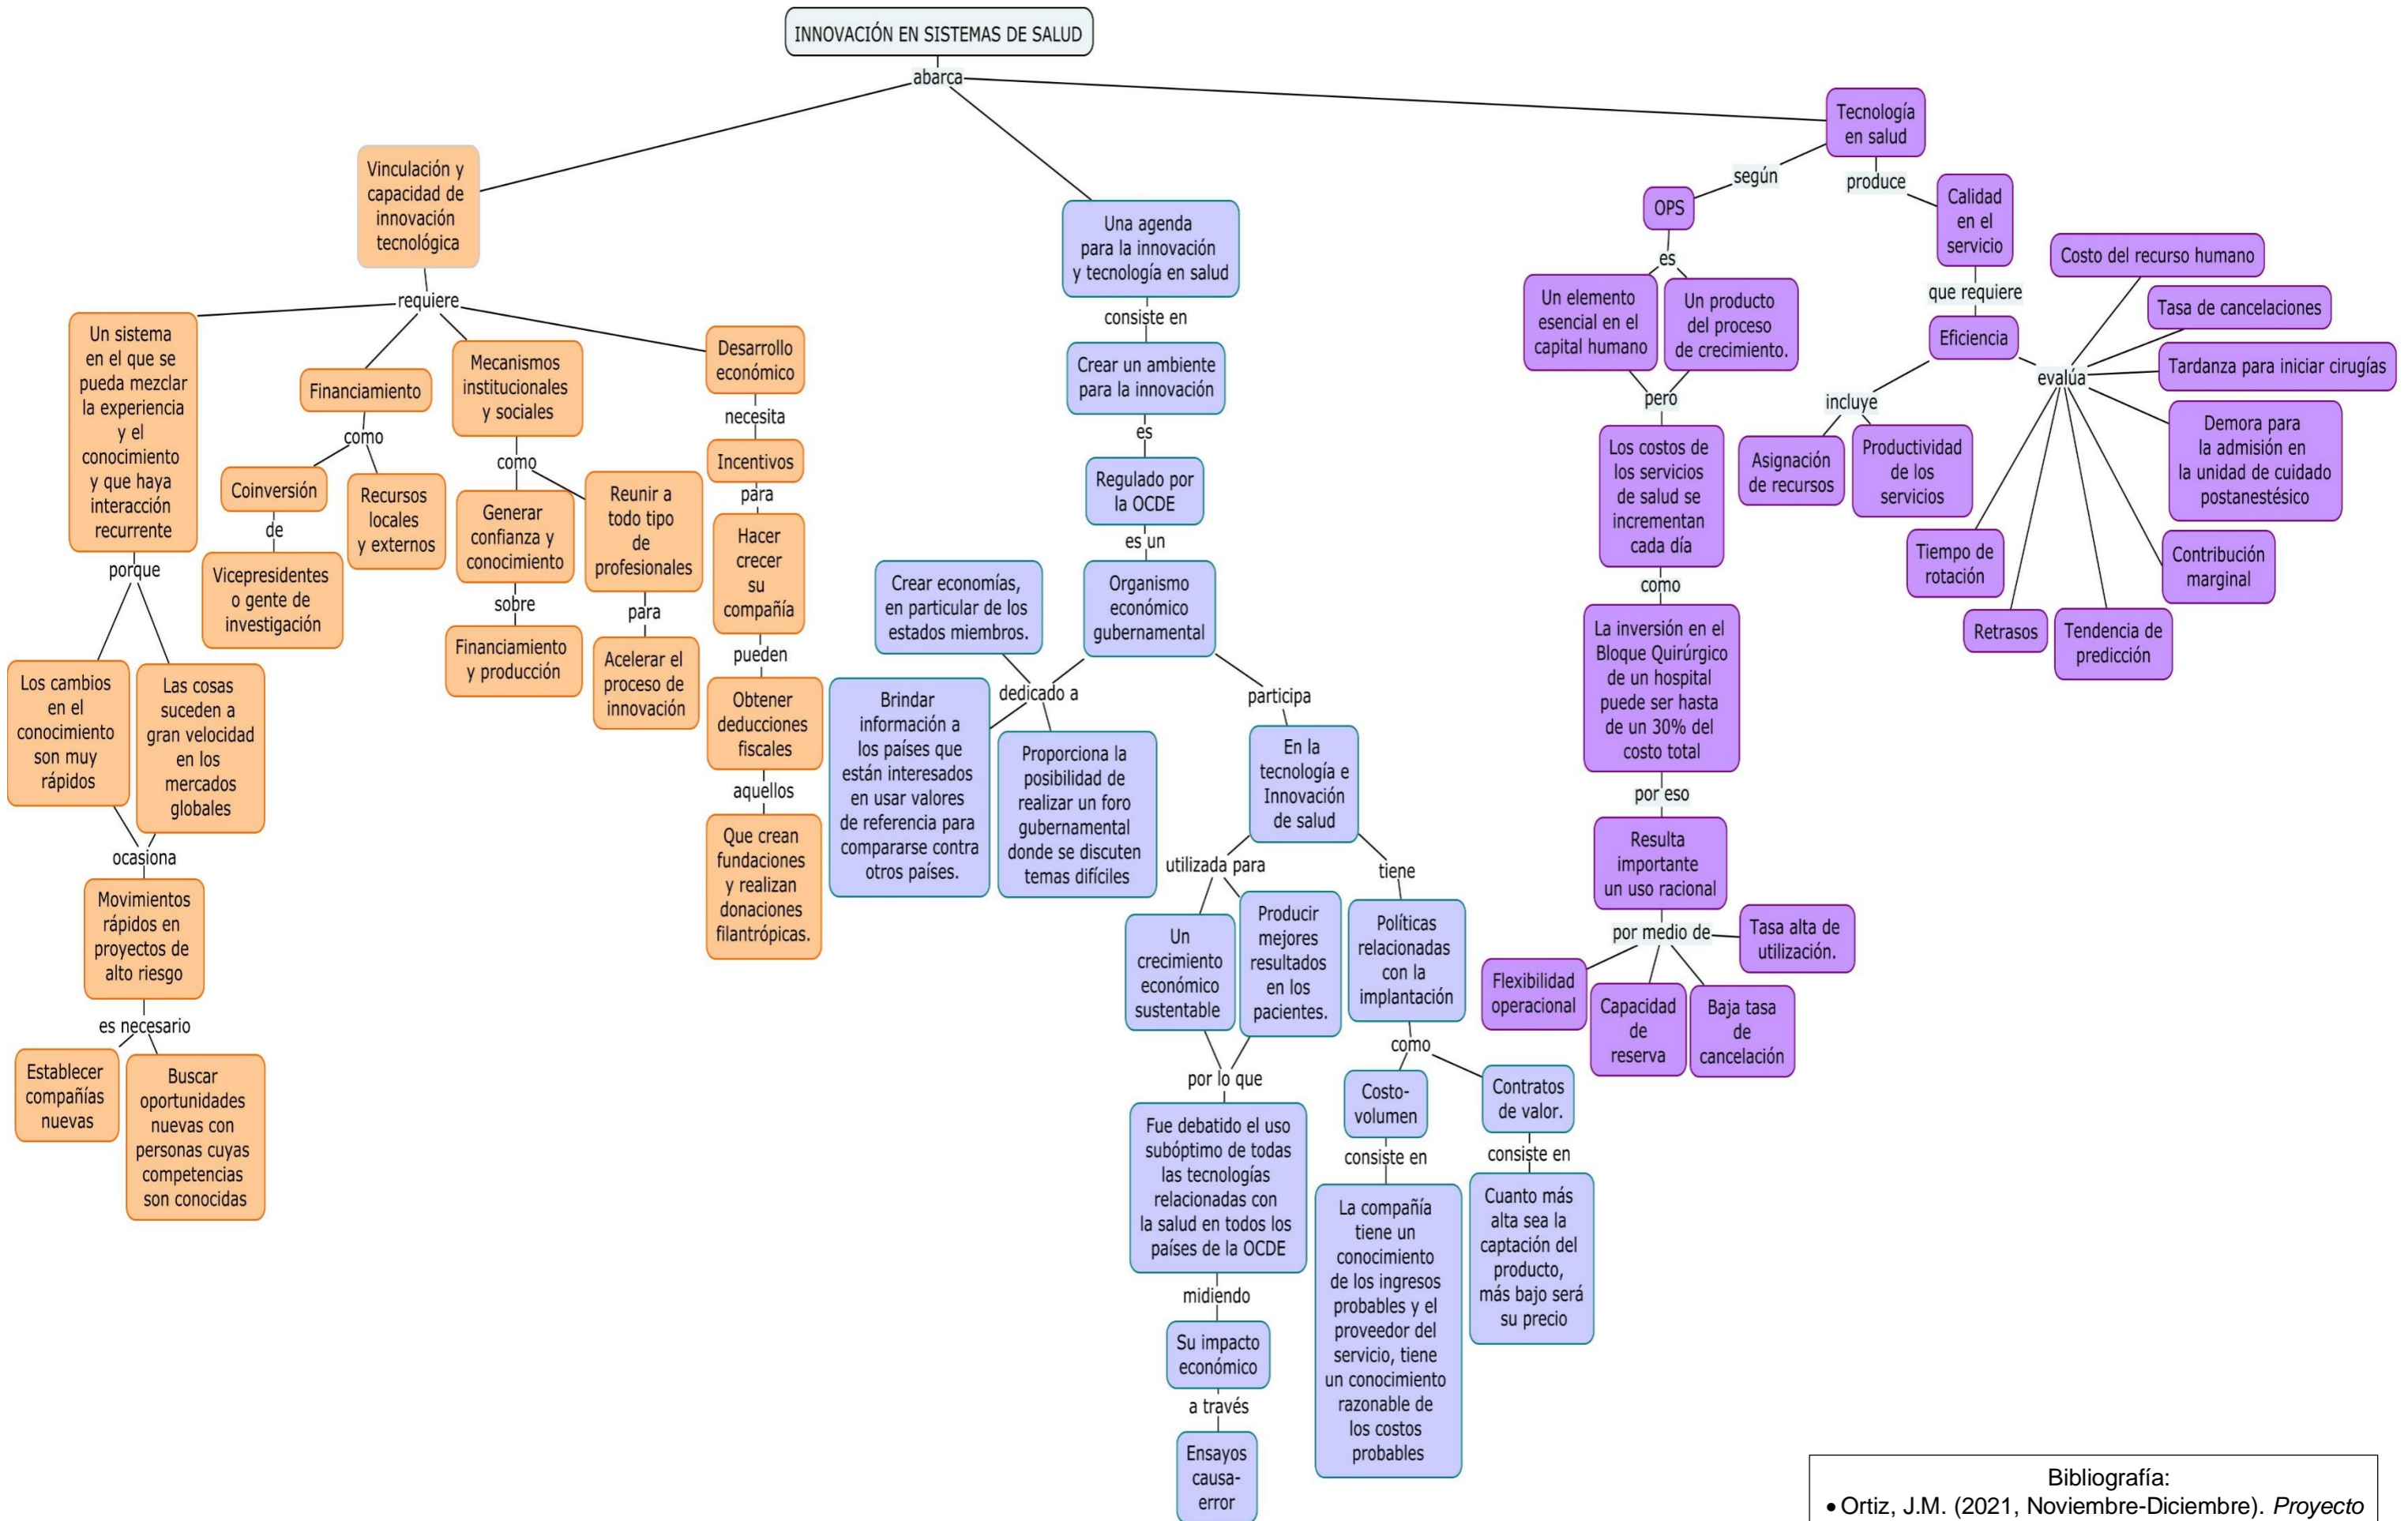 INNOVACIÓN EN SISTEMAS DE SALUD
abarca
Vinculación y
capacidad de
innovación
tecnológica
requiere
Un sistema
en el que se
pueda mezclar
la experiencia
y el
conocimiento
y que haya
interacción
recurrente
porque
Los cambios
en el
conocimiento
son muy
rápidos
Las cosas
suceden a
gran velocidad
en los
mercados
globales
ocasiona
Movimientos
rápidos en
proyectos de
alto riesgo
es necesario
Establecer
compañías
nuevas
Buscar
oportunidades
nuevas con
personas cuyas
competencias
son conocidas
Financiamiento
como
Coinversión
de
Vicepresidentes
o gente de
investigación
Recursos
locales
y externos
Mecanismos
institucionales
y sociales
como
Generar
confianza y
conocimiento
sobre
Financiamiento
y producción
Reunir a
todo tipo
de
profesionales
para
Acelerar el
proceso de
innovación
Desarrollo
económico
necesita
Incentivos
para
Hacer
crecer
su
compañía
pueden
Obtener
deducciones
fiscales
aquellos
Que crean
fundaciones
y realizan
donaciones
filantrópicas.
Una agenda
para la innovación
y tecnología en salud
consiste en
Crear un ambiente
para la innovación
es
Regulado por
la OCDE
es un
Organismo
económico
gubernamental
dedicado a
Crear economías,
en particular de los
estados miembros.
Brindar
información a
los países que
están interesados
en usar valores
de referencia para
compararse contra
otros países.
Proporciona la
posibilidad de
realizar un foro
gubernamental
donde se discuten
temas difíciles
participa
En la
tecnología e
Innovación
de salud
utilizada para
Un
crecimiento
económico
sustentable
Producir
mejores
resultados
en los
pacientes.
por lo que
Fue debatido el uso
subóptimo de todas
las tecnologías
relacionadas con
la salud en todos los
países de la OCDE
midiendo
Su impacto
económico
a través
Ensayos
causa-
error
tiene
Políticas
relacionadas
con la
implantación
como
Costo-
volumen
consiste en
La compañía
tiene un
conocimiento
de los ingresos
probables y el
proveedor del
servicio, tiene
un conocimiento
razonable de
los costos
probables
Contratos
de valor.
consiste en
Cuanto más
alta sea la
captación del
producto,
más bajo será
su precio
Tecnología
en salud
según
OPS
es
Un elemento
esencial en el
capital humano
Un producto
del proceso
de crecimiento.
pero
Los costos de
los servicios
de salud se
incrementan
cada día
como
La inversión en el
Bloque Quirúrgico
de un hospital
puede ser hasta
de un 30% del
costo total
por eso
Resulta
importante
un uso racional
por medio de
Flexibilidad
operacional
Capacidad
de
reserva
Baja tasa
de
cancelación
Tasa alta de
utilización.
produce
Calidad
en el
servicio
que requiere
Eficiencia
incluye
Asignación
de recursos
Productividad
de los
servicios
evalúa
Costo del recurso humano
Tasa de cancelaciones
Tardanza para iniciar cirugías
Demora para
la admisión en
la unidad de cuidado
postanestésico
Contribución
marginal
Tendencia de
predicción
Retrasos
Tiempo de
rotación
Bibliografía:
• Ortiz, J.M. (2021, Noviembre-Diciembre). Proyecto